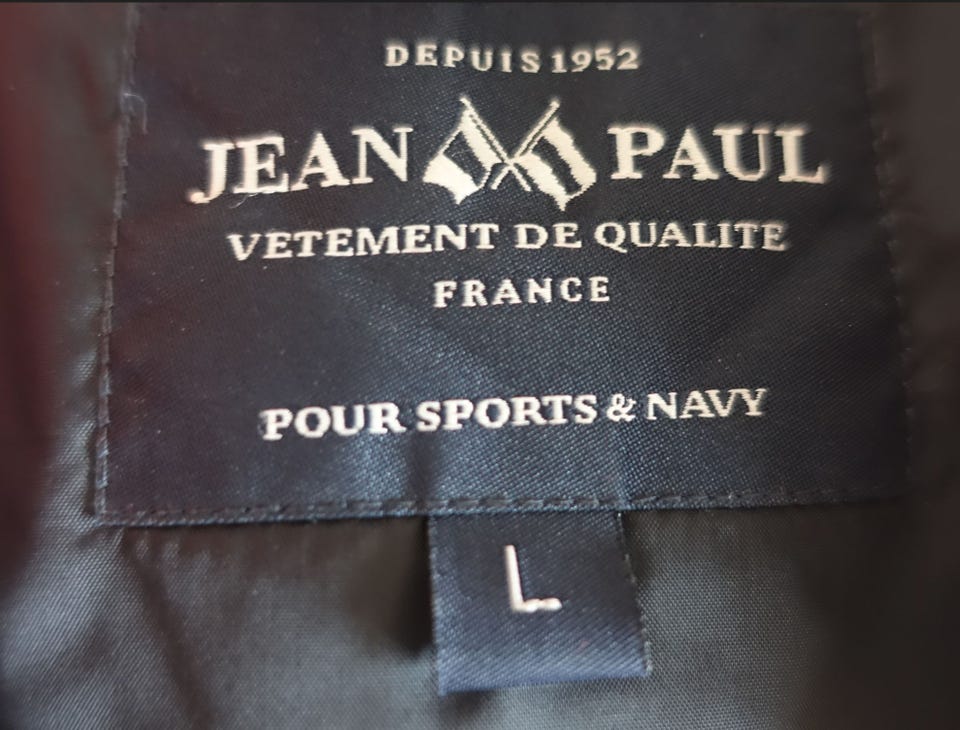 DEPUIS 1952
JEAN PAUL
VETEMENT DE QUALITE
FRANCE
POUR SPORTS & NAVY
L